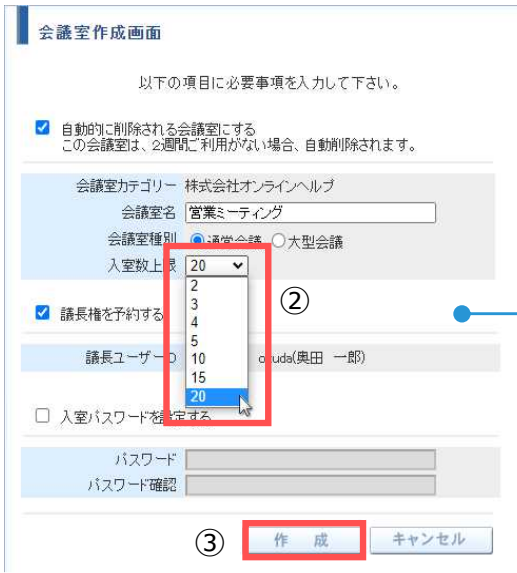 会議室作成画面
以下の項目に必要事項を入力して下さい。
自動的に削除される会議室にする
この会議室は、2週間ご利用がない場合、自動削除されます。
会議室カテゴリー 株式会社オンラインヘルプ
会議室名 営業ミーティング
会議室種別 通常会議 大型会議
入室数上限 20
2
3
4
5
10
15
20
②
議長権を予約する
議長ユーザーID uda(奥田 一郎)
入室パスワードを設定する
パスワード
パスワード確認
③ 作 成 キャンセル